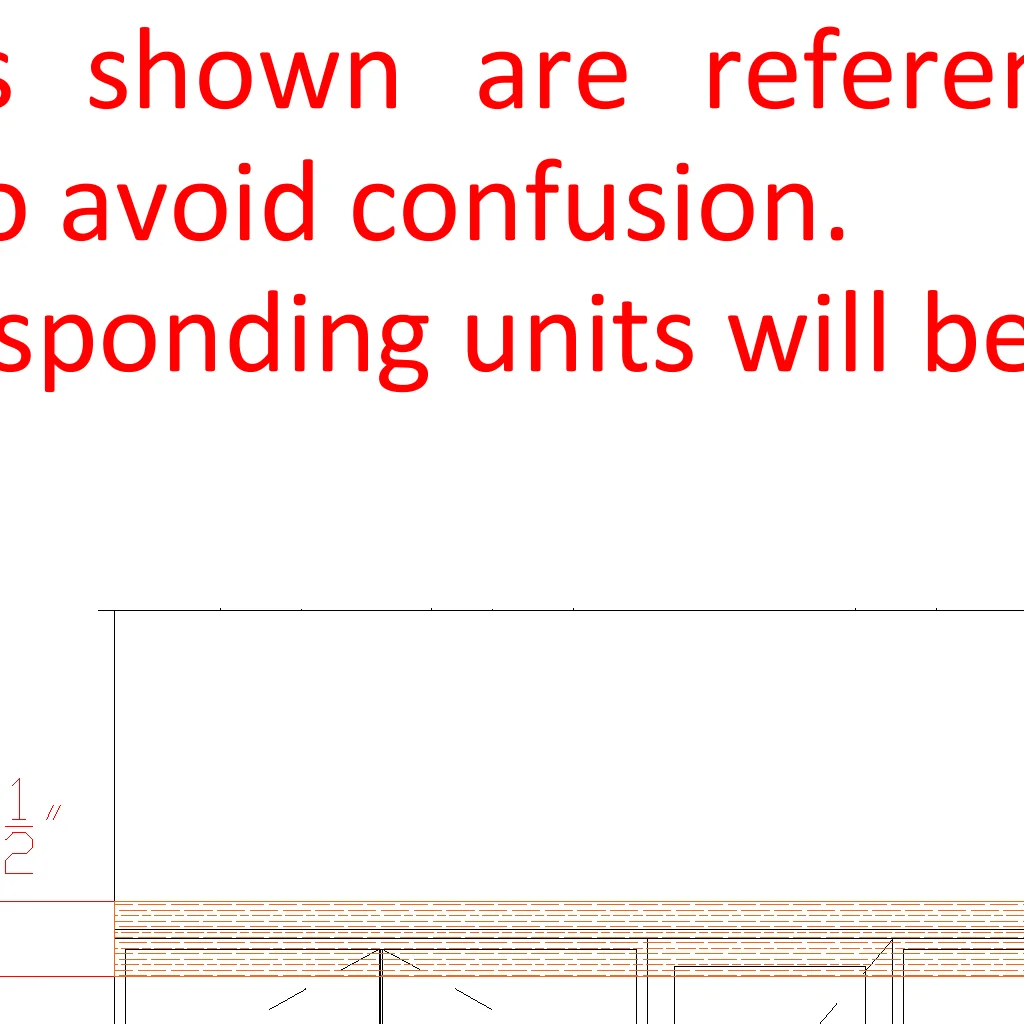 s shown are referen
o avoid confusion.
sponding units will be
1/2"